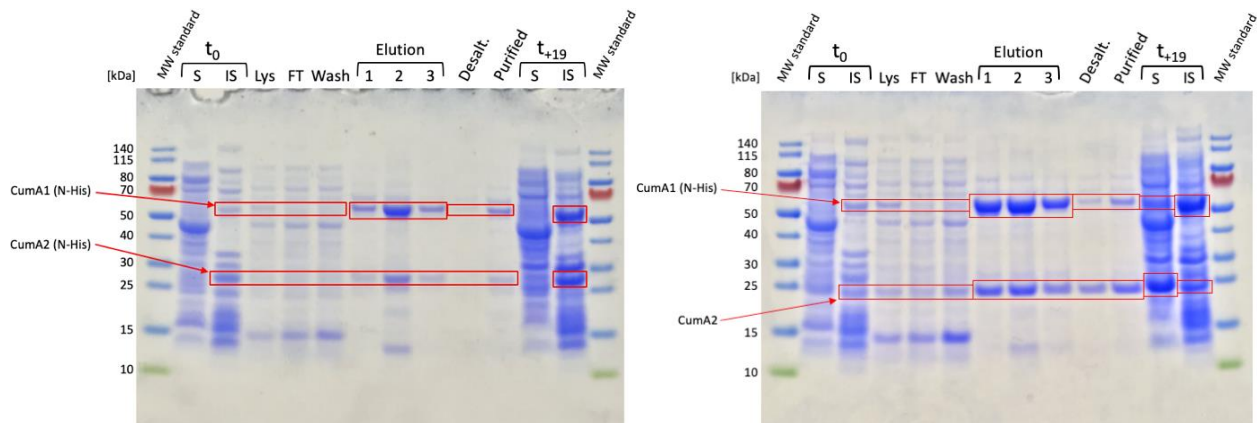 MW standard t0 Lys FT Wash Elution Desalt. Purified t+19 MW standard
[kDa] S IS 1 2 3 S IS
140
115
80
70
50
40
30
25
15
10
CumA1 (N-His)
CumA2 (N-His)
MW standard t0 Lys FT Wash Elution Desalt. Purified t+19 MW standard
[kDa] S IS 1 2 3 S IS
140
115
80
70
50
40
30
25
15
10
CumA1 (N-His)
CumA2